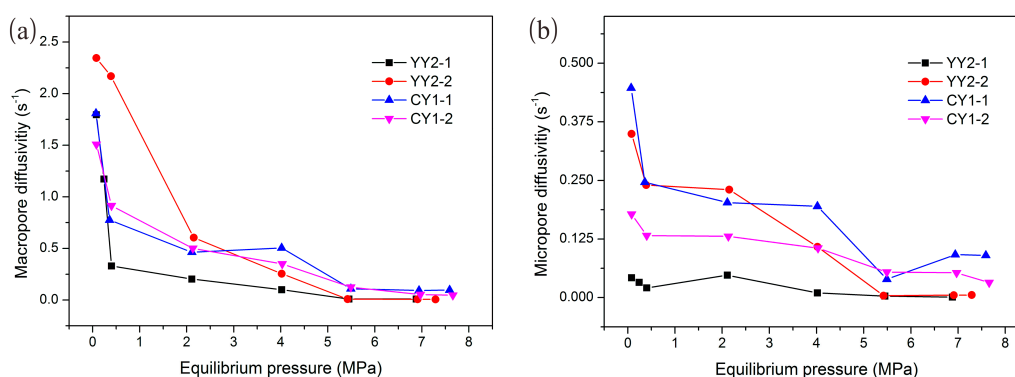 (a)
Macropore diffusivitiy (s-1)
2.5
2.0
1.5
1.0
0.5
0.0
YY2-1
YY2-2
CY1-1
CY1-2
0 1 2 3 4 5 6 7 8
Equilibrium pressure (MPa)
(b)
Micropore diffusivitiy (s-1)
0.500
0.375
0.250
0.125
0.000
YY2-1
YY2-2
CY1-1
CY1-2
0 1 2 3 4 5 6 7 8
Equilibrium pressure (MPa)